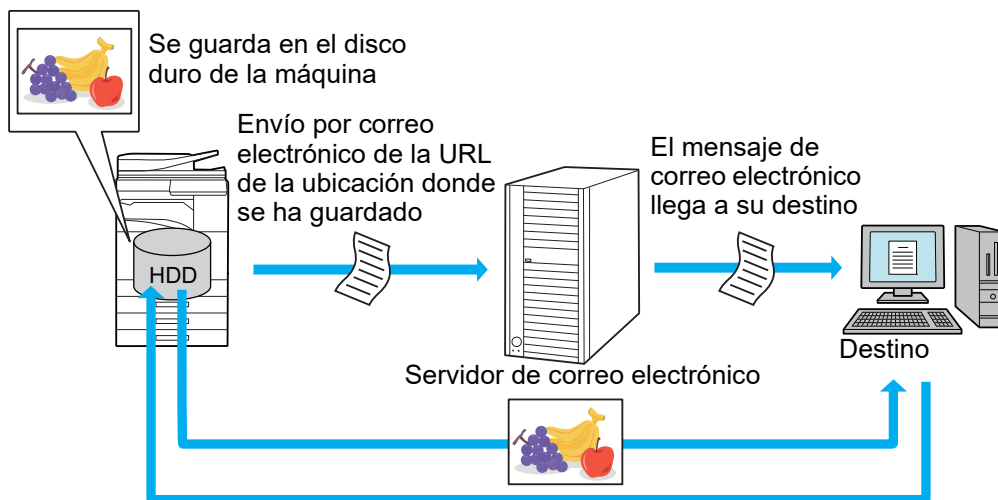 Se guarda en el disco
duro de la máquina
Envío por correo
electrónico de la URL
de la ubicación donde
se ha guardado
El mensaje de
correo electrónico
llega a su destino
HDD
Destino
Servidor de correo electrónico